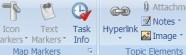 Attachm
Notes
Image
Icon Markers
Text Markers
Task Info
Hyperlink
Map Markers
Topic Elements